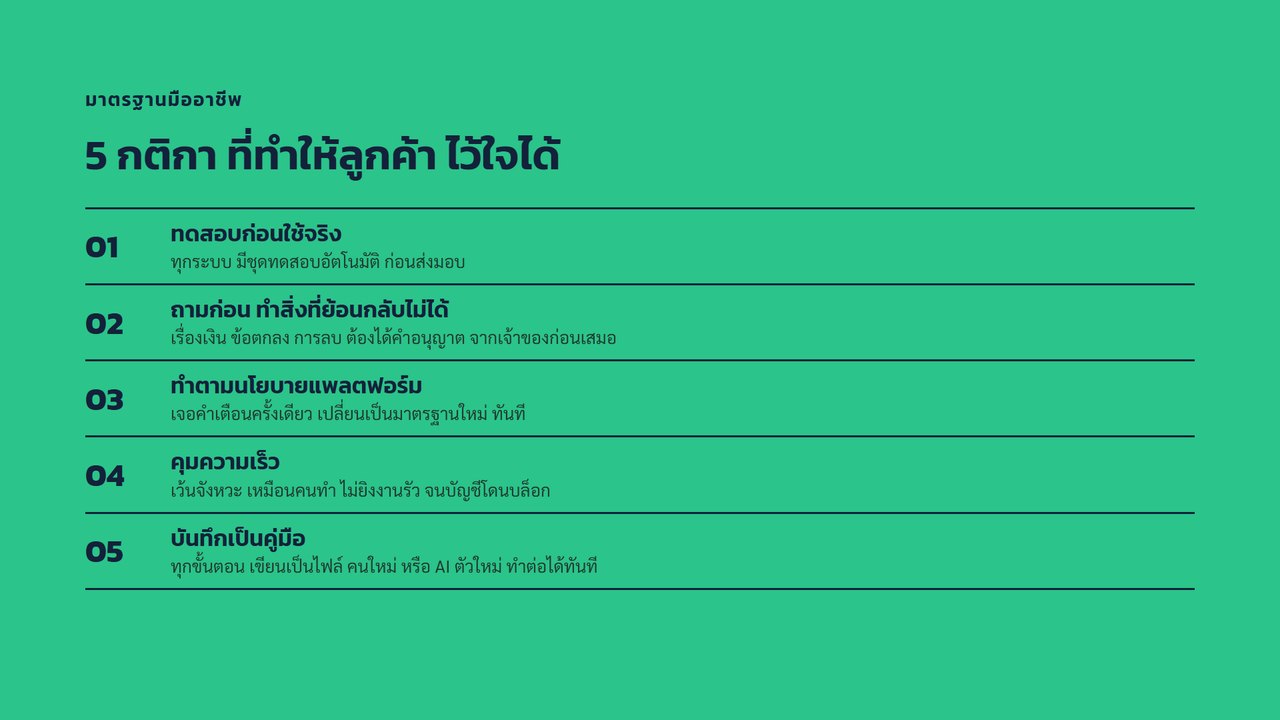 มาตรฐานมืออาชีพ
5 กติกา ที่ทำให้ลูกค้า ไว้ใจได้
01
ทดสอบก่อนใช้จริง
ทุกระบบ มีชุดทดสอบอัตโนมัติ ก่อนส่งมอบ
02
ถามก่อน ทำสิ่งที่ย้อนกลับไม่ได้
เรื่องเงิน ข้อตกลง การลบ ต้องได้คำอนุญาต จากเจ้าของก่อนเสมอ
03
ทำตามนโยบายแพลตฟอร์ม
เจอคำเตือนครั้งเดียว เปลี่ยนเป็นมาตรฐานใหม่ ทันที
04
คุมความเร็ว
เว้นจังหวะ เหมือนคนทำ ไม่ยิงงานรัว จนบัญชีโดนบล็อก
05
บันทึกเป็นคู่มือ
ทุกขั้นตอน เขียนเป็นไฟล์ คนใหม่ หรือ AI ตัวใหม่ ทำต่อได้ทันที